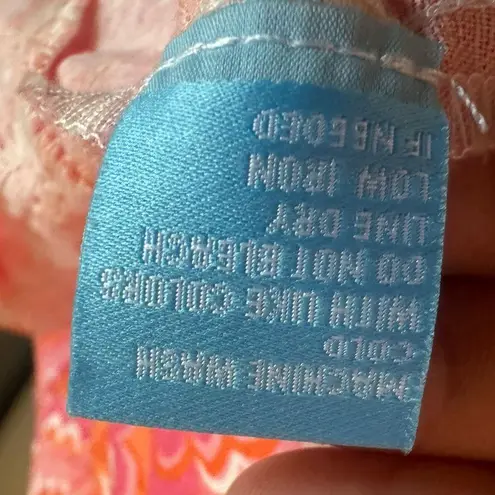 MACHINE WASH
COLD
WITH LIKE COLORS
DO NOT BLEACH
LINE DRY
LOW IRON
IF NEEDED